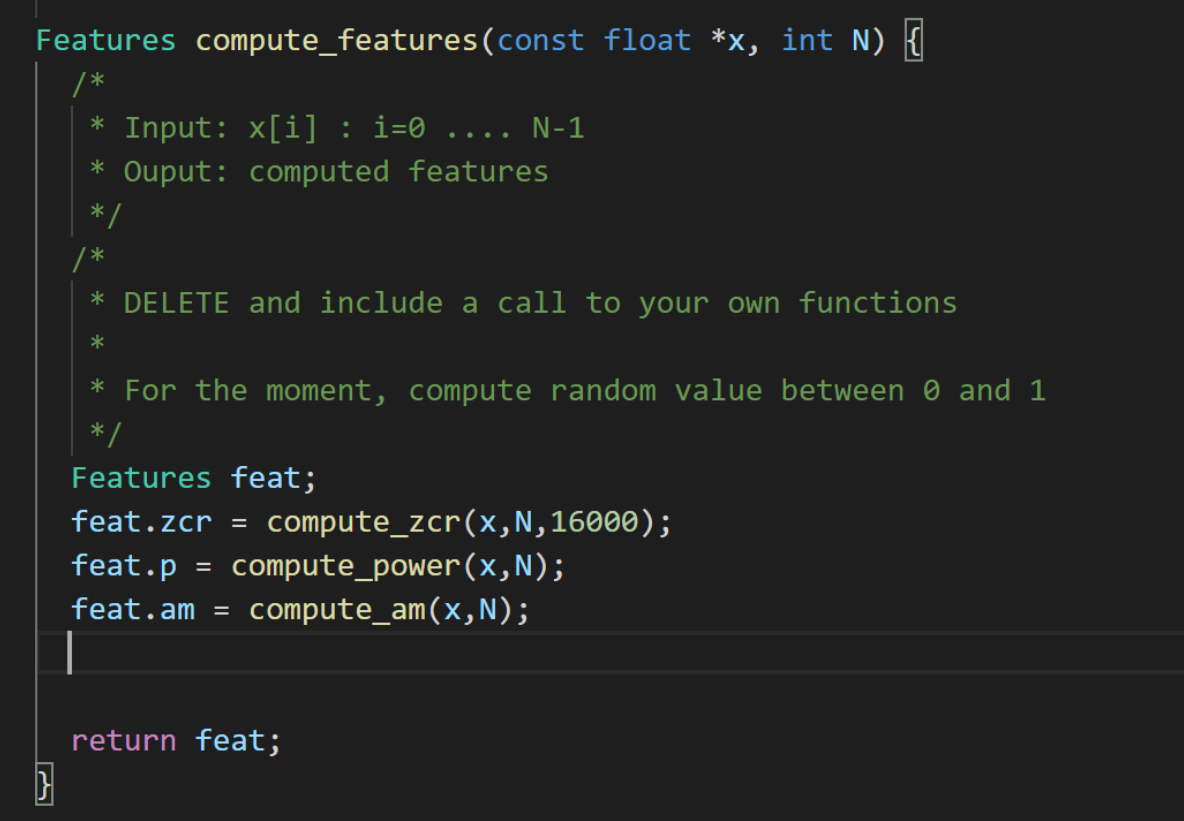 Features compute_features(const float *x, int N) {
/*
* Input: x[i] : i=0 .... N-1
* Ouput: computed features
*/
/*
* DELETE and include a call to your own functions
*
* For the moment, compute random value between 0 and 1
*/
Features feat;
feat.zcr = compute_zcr(x,N,16000);
feat.p = compute_power(x,N);
feat.am = compute_am(x,N);
return feat;
}